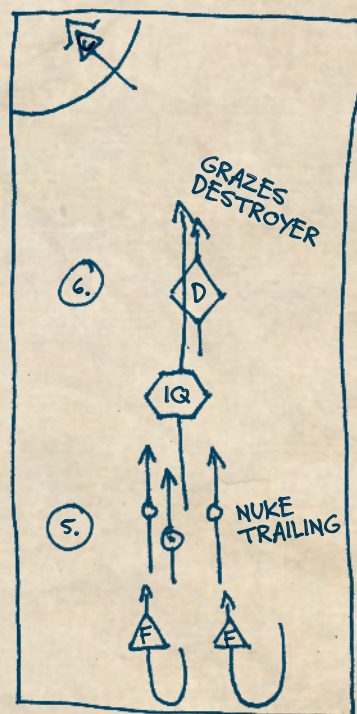 GRAZES
DESTROYER
6.
D
IQ
5.
NUKE
TRAILING
F
F